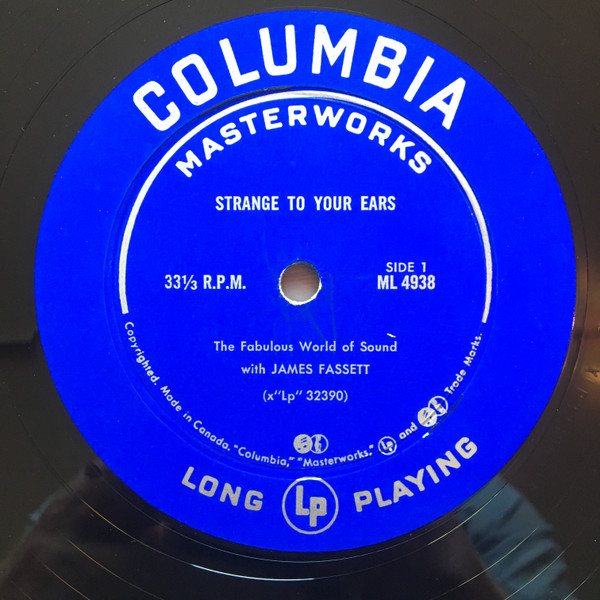 COLUMBIA
MASTERWORKS
STRANGE TO YOUR EARS
33⅓ R.P.M.
SIDE 1
ML 4938
The Fabulous World of Sound
with JAMES FASSETT
(x"Lp" 32390)
Copyrighted. Made in Canada. "Columbia," "Masterworks," Lp and Trade Marks.
LONG Lp PLAYING